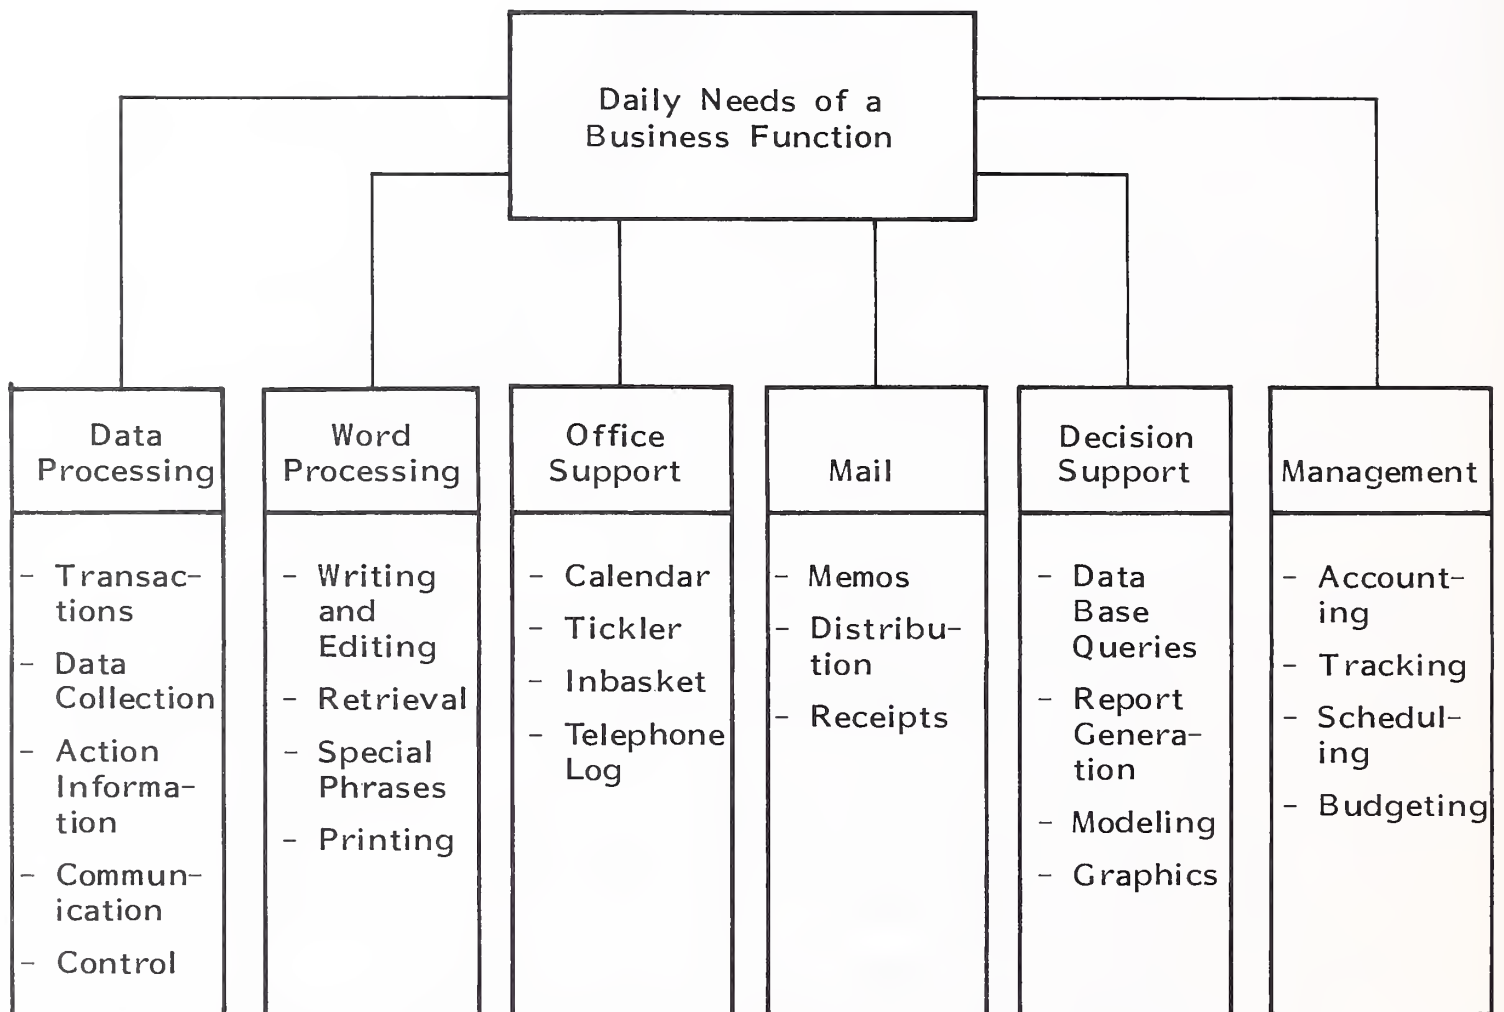 Daily Needs of a
Business Function
Data
Processing
- Transac-
tions
- Data
Collection
- Action
Informa-
tion
- Commun-
ication
- Control
Word
Processing
- Writing
and
Editing
- Retrieval
- Special
Phrases
- Printing
Office
Support
- Calendar
- Tickler
- Inbasket
- Telephone
Log
Mail
- Memos
- Distribu-
tion
- Receipts
Decision
Support
- Data
Base
Queries
- Report
Genera-
tion
- Modeling
- Graphics
Management
- Account-
ing
- Tracking
- Schedul-
ing
- Budgeting